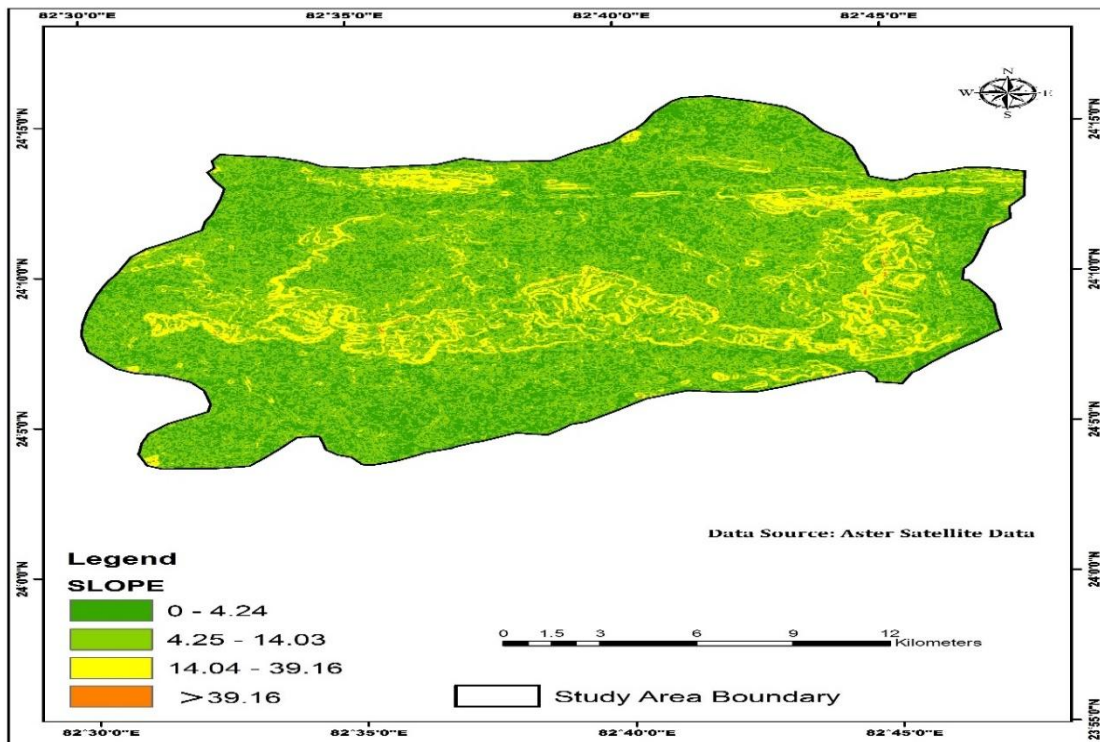 82°30'0"E 82°35'0"E 82°40'0"E 82°45'0"E
N
W E
S
24°15'0"N 24°15'0"N
24°10'0"N 24°10'0"N
24°5'0"N 24°5'0"N
Data Source: Aster Satellite Data
Legend
24°0'0"N 24°0'0"N
SLOPE
0 - 4.24
4.25 - 14.03
14.04 - 39.16
>39.16
0 1.5 3 6 9 12
Kilometers
Study Area Boundary
23°55'0"N
82°30'0"E 82°35'0"E 82°40'0"E 82°45'0"E